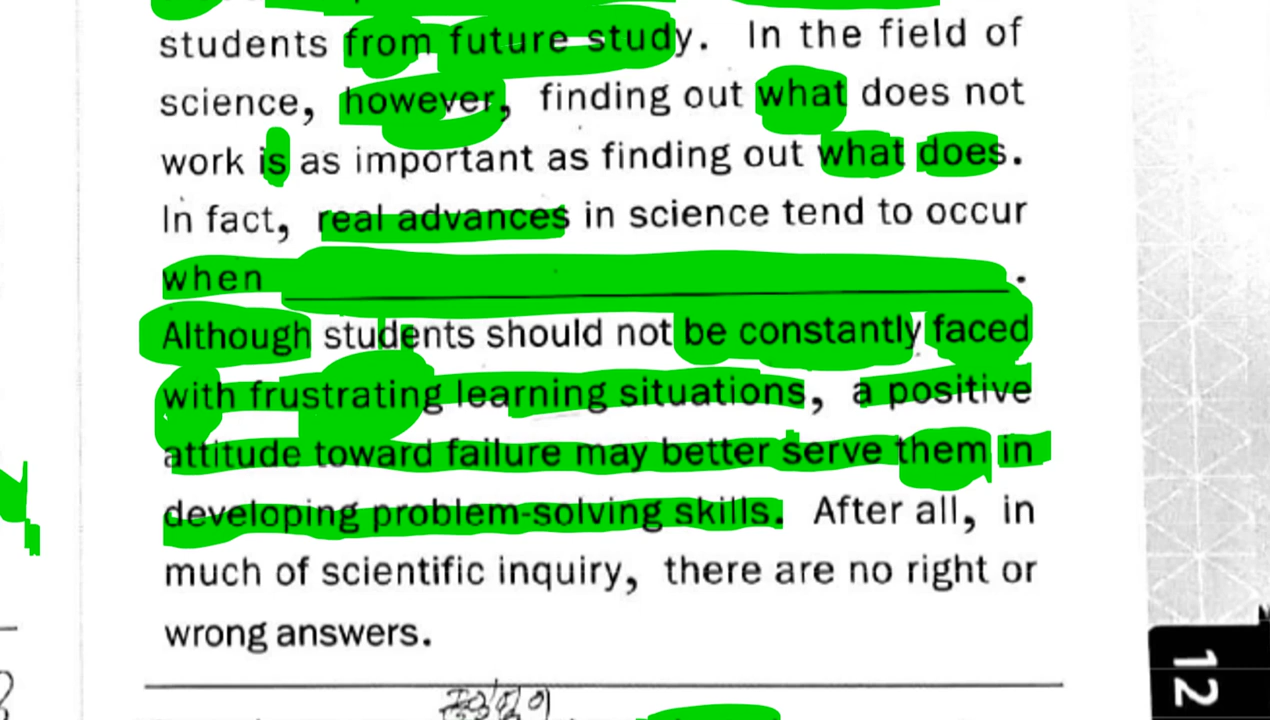 students from future study. In the field of
science, however, finding out what does not
work is as important as finding out what does.
In fact, real advances in science tend to occur
when ____________________.
Although students should not be constantly faced
with frustrating learning situations, a positive
attitude toward failure may better serve them in
developing problem-solving skills. After all, in
much of scientific inquiry, there are no right or
wrong answers.
12